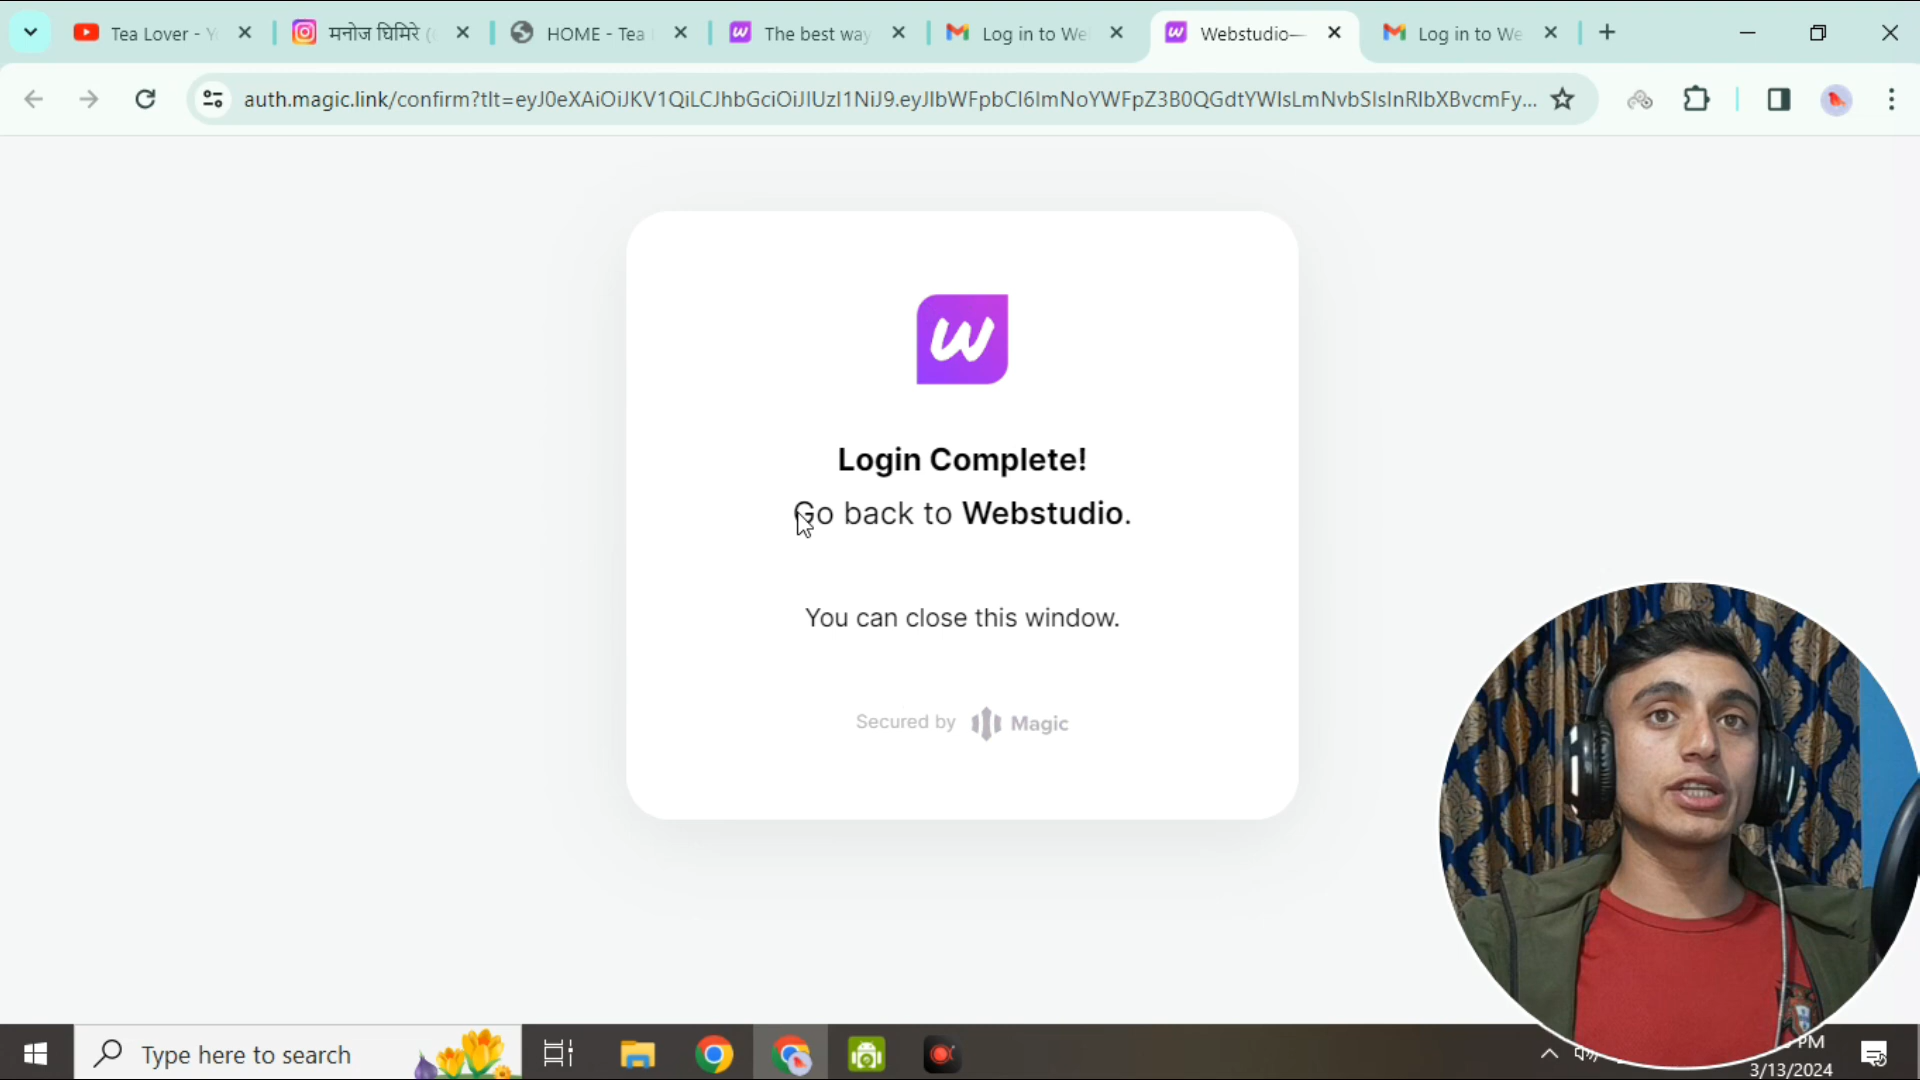 Tea Lover - Y
मनोज घिमिरे (
HOME - Tea
The best way
Log in to We
Webstudio—
Log in to We
auth.magic.link/confirm?tlt=eyJ0eXAiOiJKV1QiLCJhbGciOiJIUzI1NiJ9.eyJlbWFpbCI6ImNoYWFpZ3B0QGdtYWlsLmNvbSIsInRlbXBvcmFy...
w
Login Complete!
Go back to Webstudio.
You can close this window.
Secured by Magic
Type here to search
PM
3/13/2024